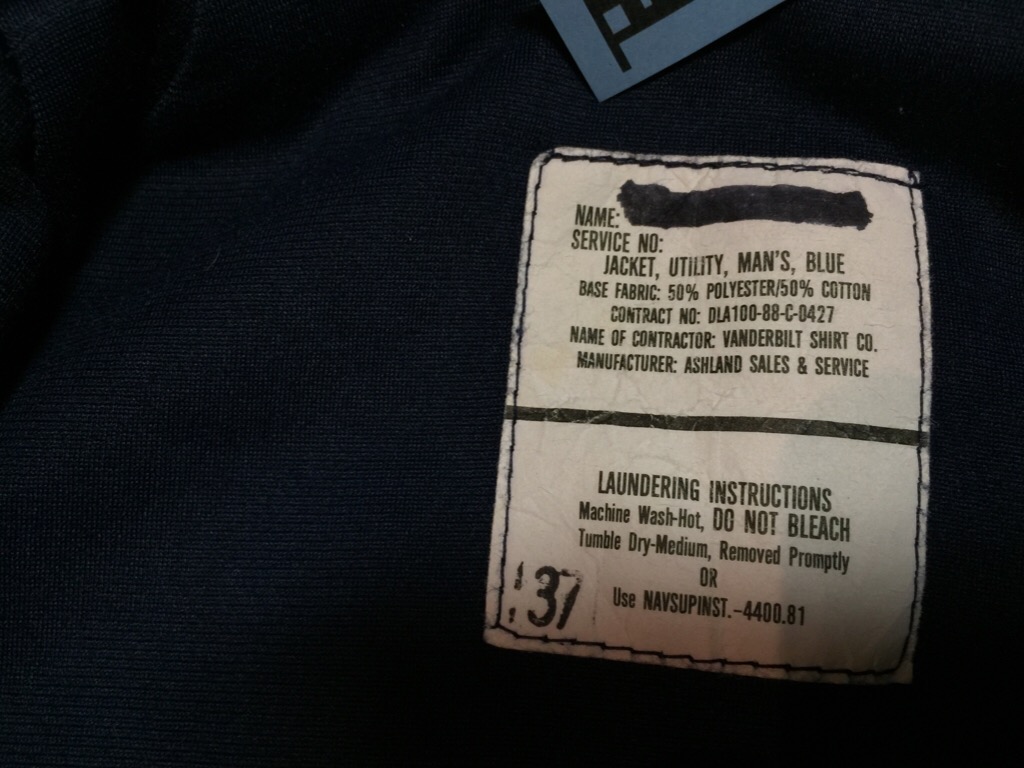 NAME:
SERVICE NO:
JACKET, UTILITY, MAN'S, BLUE
BASE FABRIC: 50% POLYESTER/50% COTTON
CONTRACT NO: DLA100-88-C-0427
NAME OF CONTRACTOR: VANDERBILT SHIRT CO.
MANUFACTURER: ASHLAND SALES & SERVICE
LAUNDERING INSTRUCTIONS
Machine Wash-Hot, DO NOT BLEACH
Tumble Dry-Medium, Removed Promptly
OR
Use NAVSUPINST.-4400.81
37